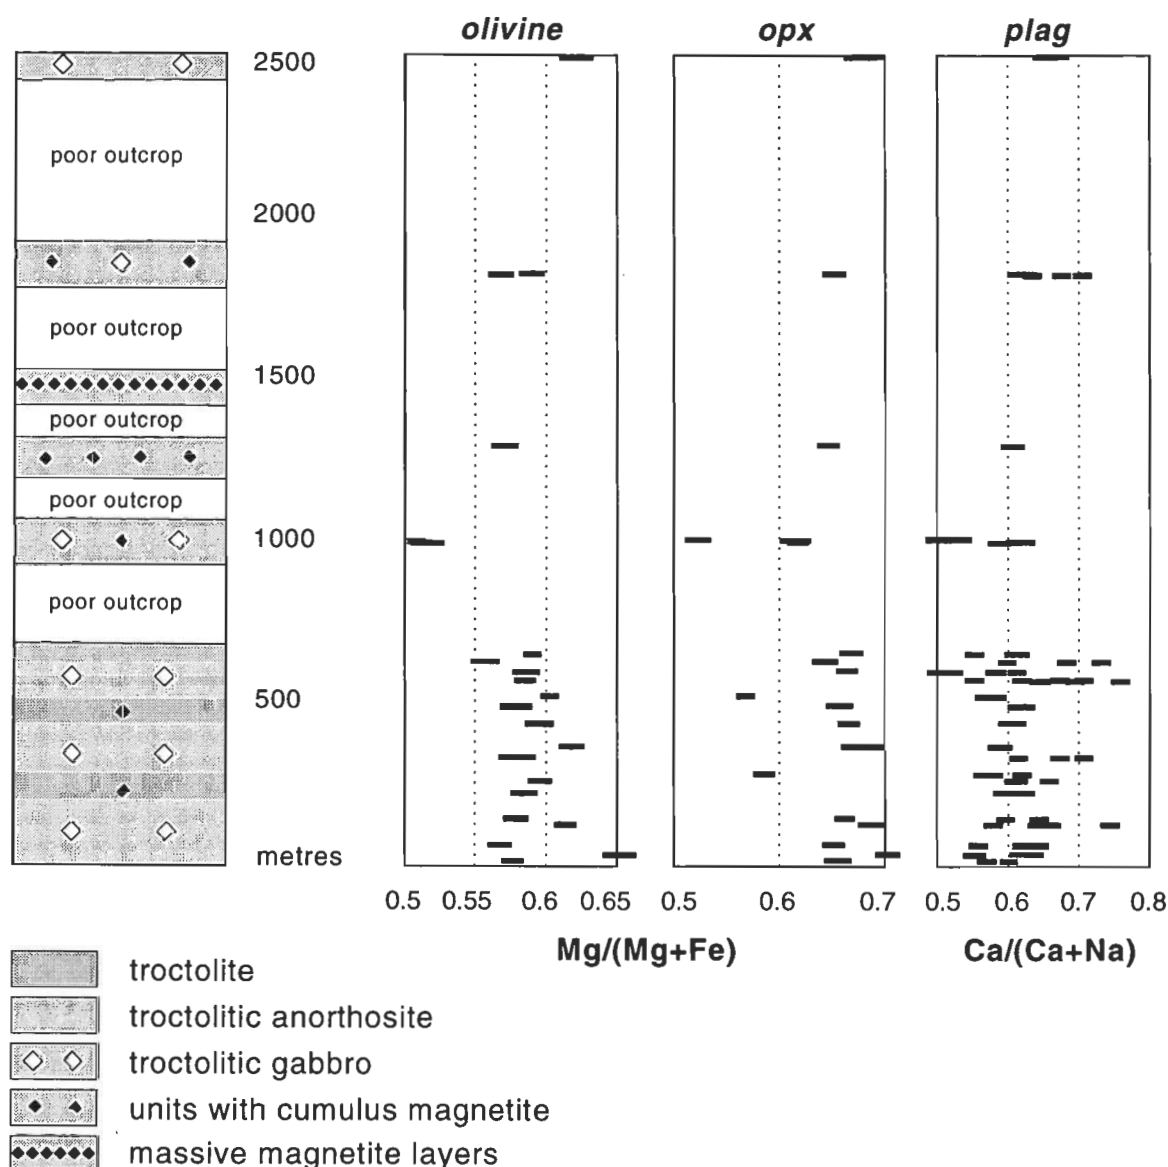 olivine opx plag
2500
poor outcrop
2000
poor outcrop
1500
poor outcrop
poor outcrop
1000
poor outcrop
500
metres
0.5 0.55 0.6 0.65 0.5 0.6 0.7 0.5 0.6 0.7 0.8
Mg/(Mg+Fe) Ca/(Ca+Na)
troctolite
troctolitic anorthosite
troctolitic gabbro
units with cumulus magnetite
massive magnetite layers